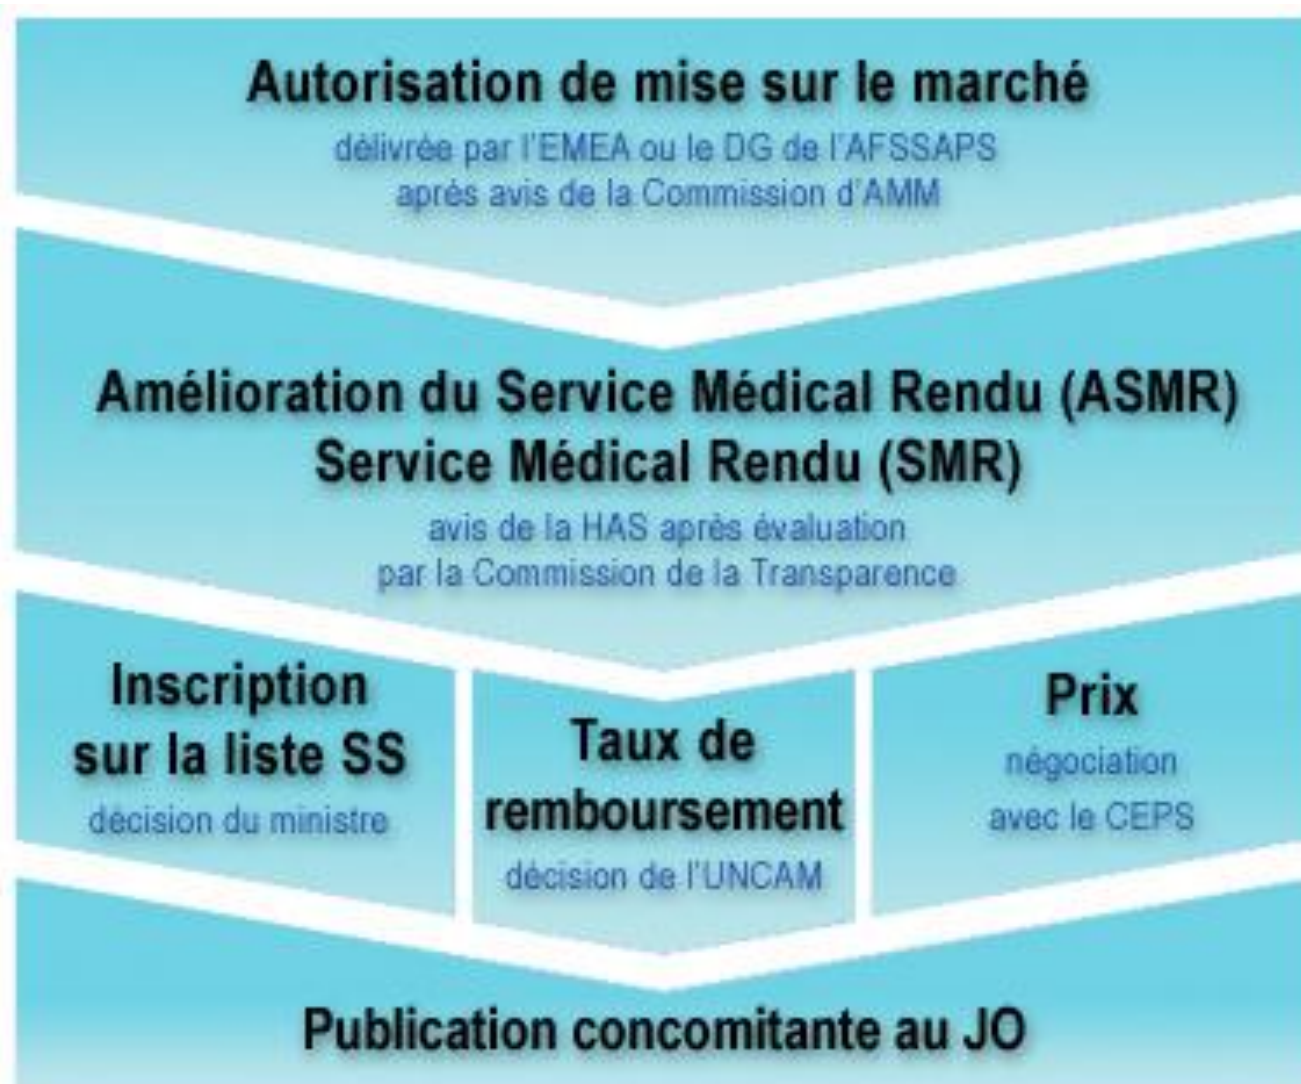 Autorisation de mise sur le marché
délivrée par l'EMEA ou le DG de l'AFSSAPS
après avis de la Commission d'AMM
Amélioration du Service Médical Rendu (ASMR)
Service Médical Rendu (SMR)
avis de la HAS après évaluation
par la Commission de la Transparence
Inscription
sur la liste SS
décision du ministre
Taux de
remboursement
décision de l'UNCAM
Prix
négociation
avec le CEPS
Publication concomitante au JO